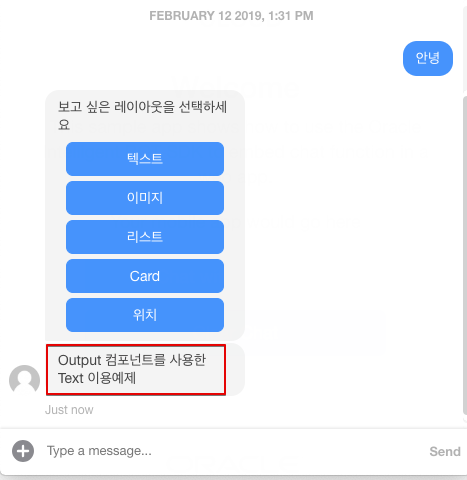 FEBRUARY 12 2019, 1:31 PM
안녕
보고 싶은 레이아웃을 선택하세
요
텍스트
이미지
리스트
Card
위치
Output 컴포넌트를 사용한
Text 이용예제
Just now
Type a message...
Send